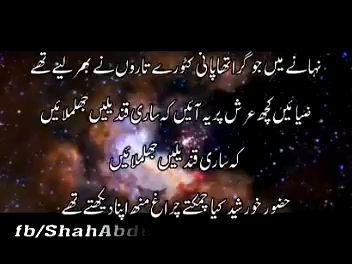 نہانے میں جو گرا تھا پانی کٹورے تاروں نے بھر لیئے تھے
ضیائیں کچھ عرش پر یہ آئیں کہ ساری قندیلیں جھلملائیں
کہ ساری قندیلیں جھلملائیں
حضور خورشید کیا چمکتے چراغ منھ اپنا دیکھتے تھے
fb/ShahAbdu